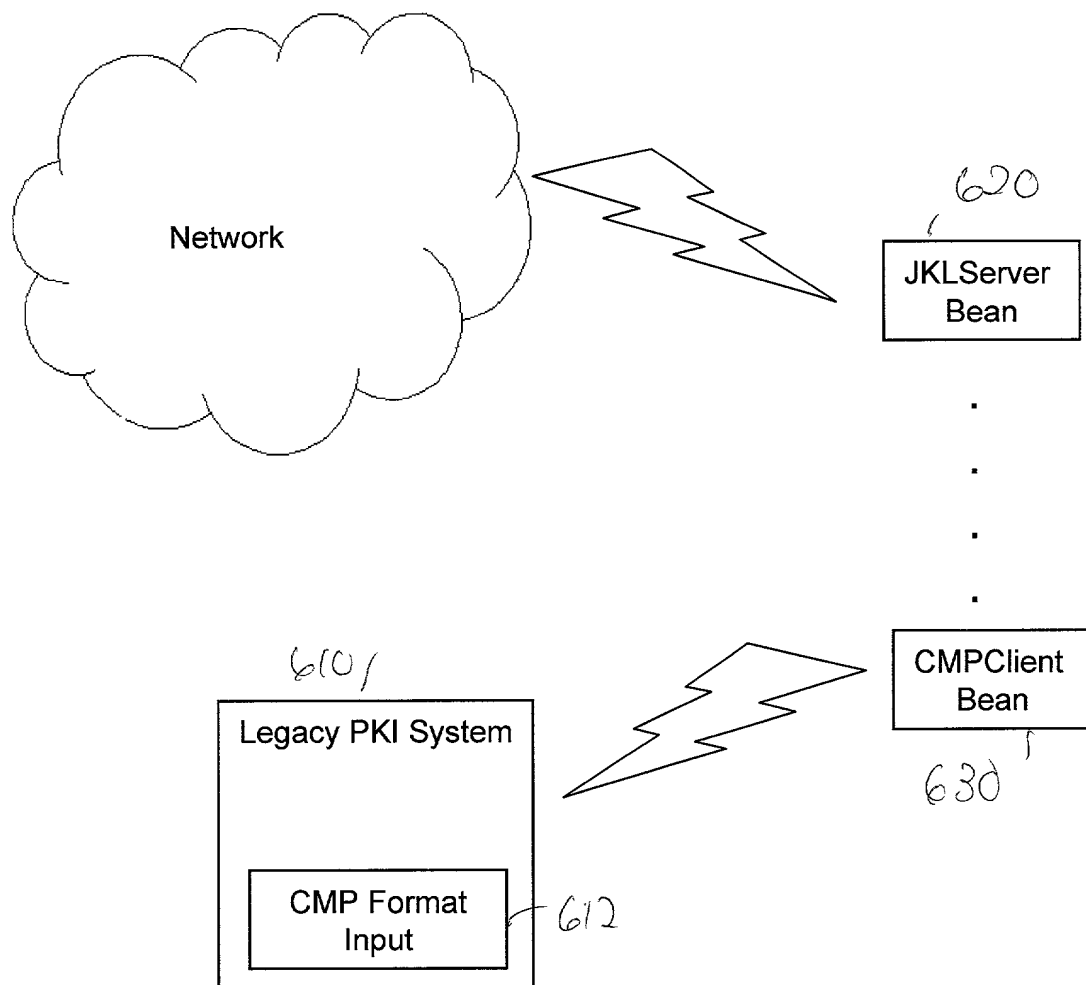 620
Network
JKLServer
Bean
610
CMPClient
Bean
Legacy PKI System
630
CMP Format
Input
612